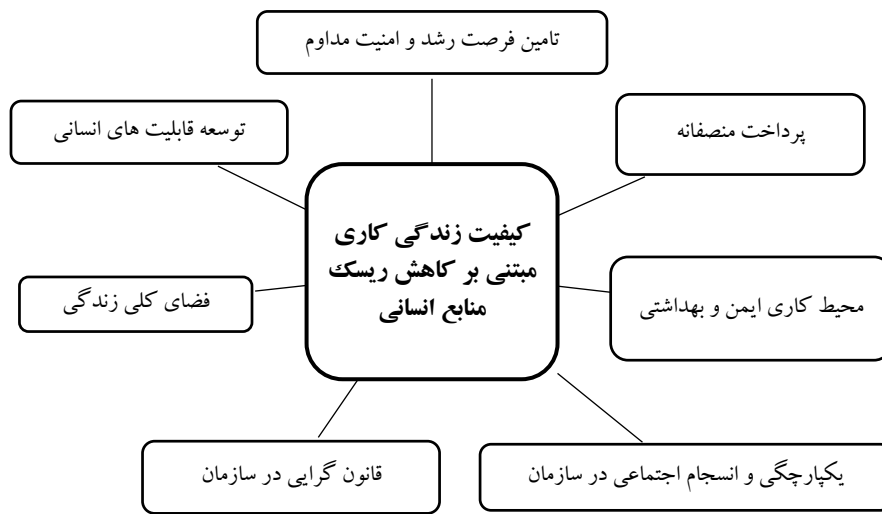 تامین فرصت رشد و امنیت مداوم
پرداخت منصفانه
توسعه قابلیت های انسانی
کیفیت زندگی کاری
مبتنی بر کاهش ریسک
منابع انسانی
محیط کاری ایمن و بهداشتی
فضای کلی زندگی
یکپارچگی و انسجام اجتماعی در سازمان
قانون گرایی در سازمان